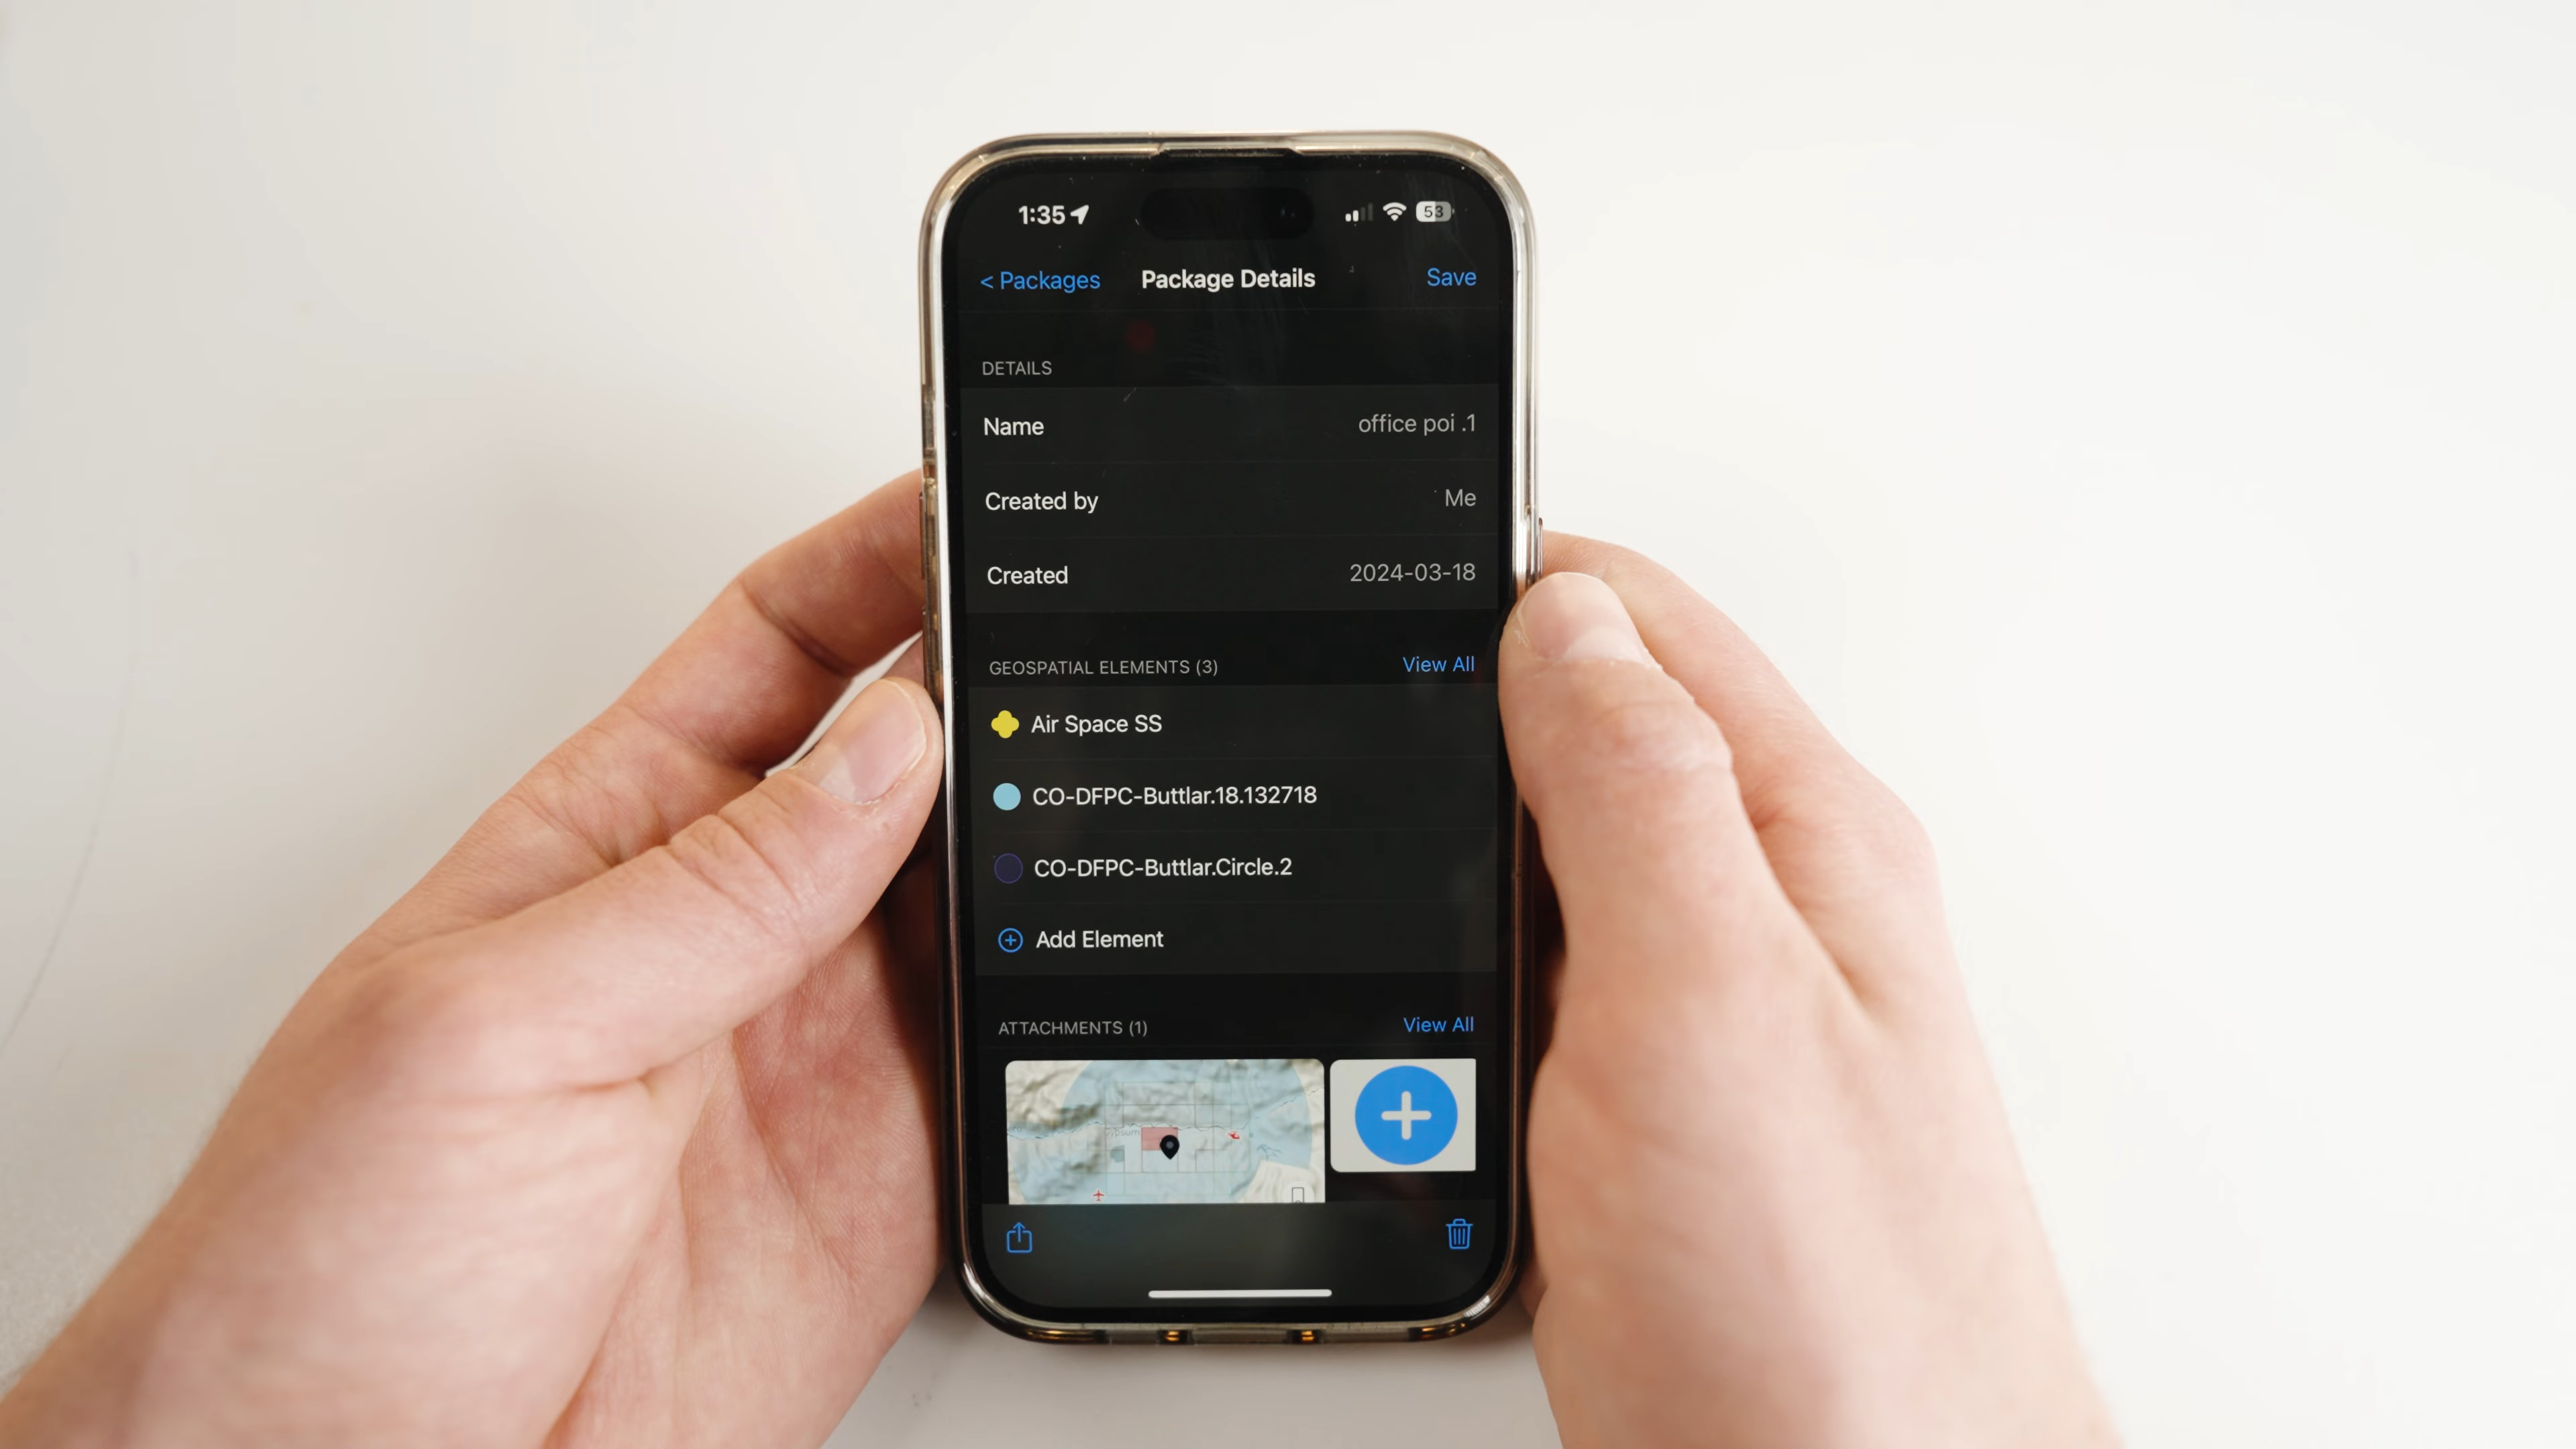 1:35 53
< Packages Package Details Save
DETAILS
Name office poi .1
Created by Me
Created 2024-03-18
GEOSPATIAL ELEMENTS (3) View All
Air Space SS
CO-DFPC-Buttlar.18.132718
CO-DFPC-Buttlar.Circle.2
Add Element
ATTACHMENTS (1) View All